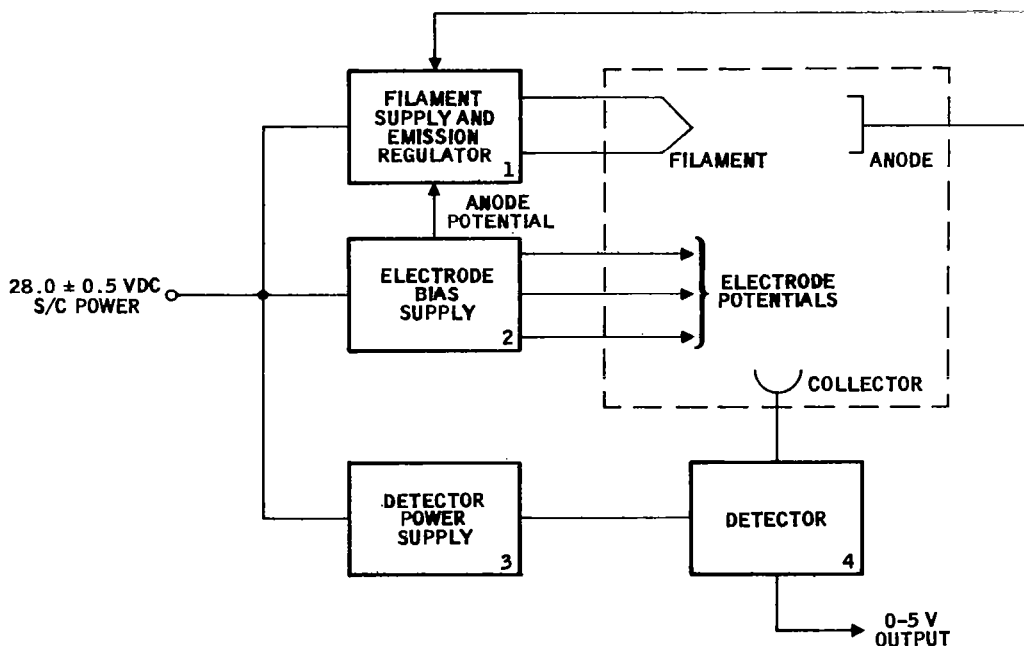 FILAMENT
SUPPLY AND
EMISSION
REGULATOR
1
FILAMENT
ANODE
ANODE
POTENTIAL
28.0 ± 0.5 VDC
S/C POWER
ELECTRODE
BIAS
SUPPLY
2
ELECTRODE
POTENTIALS
COLLECTOR
DETECTOR
POWER
SUPPLY
3
DETECTOR
4
0-5 V
OUTPUT